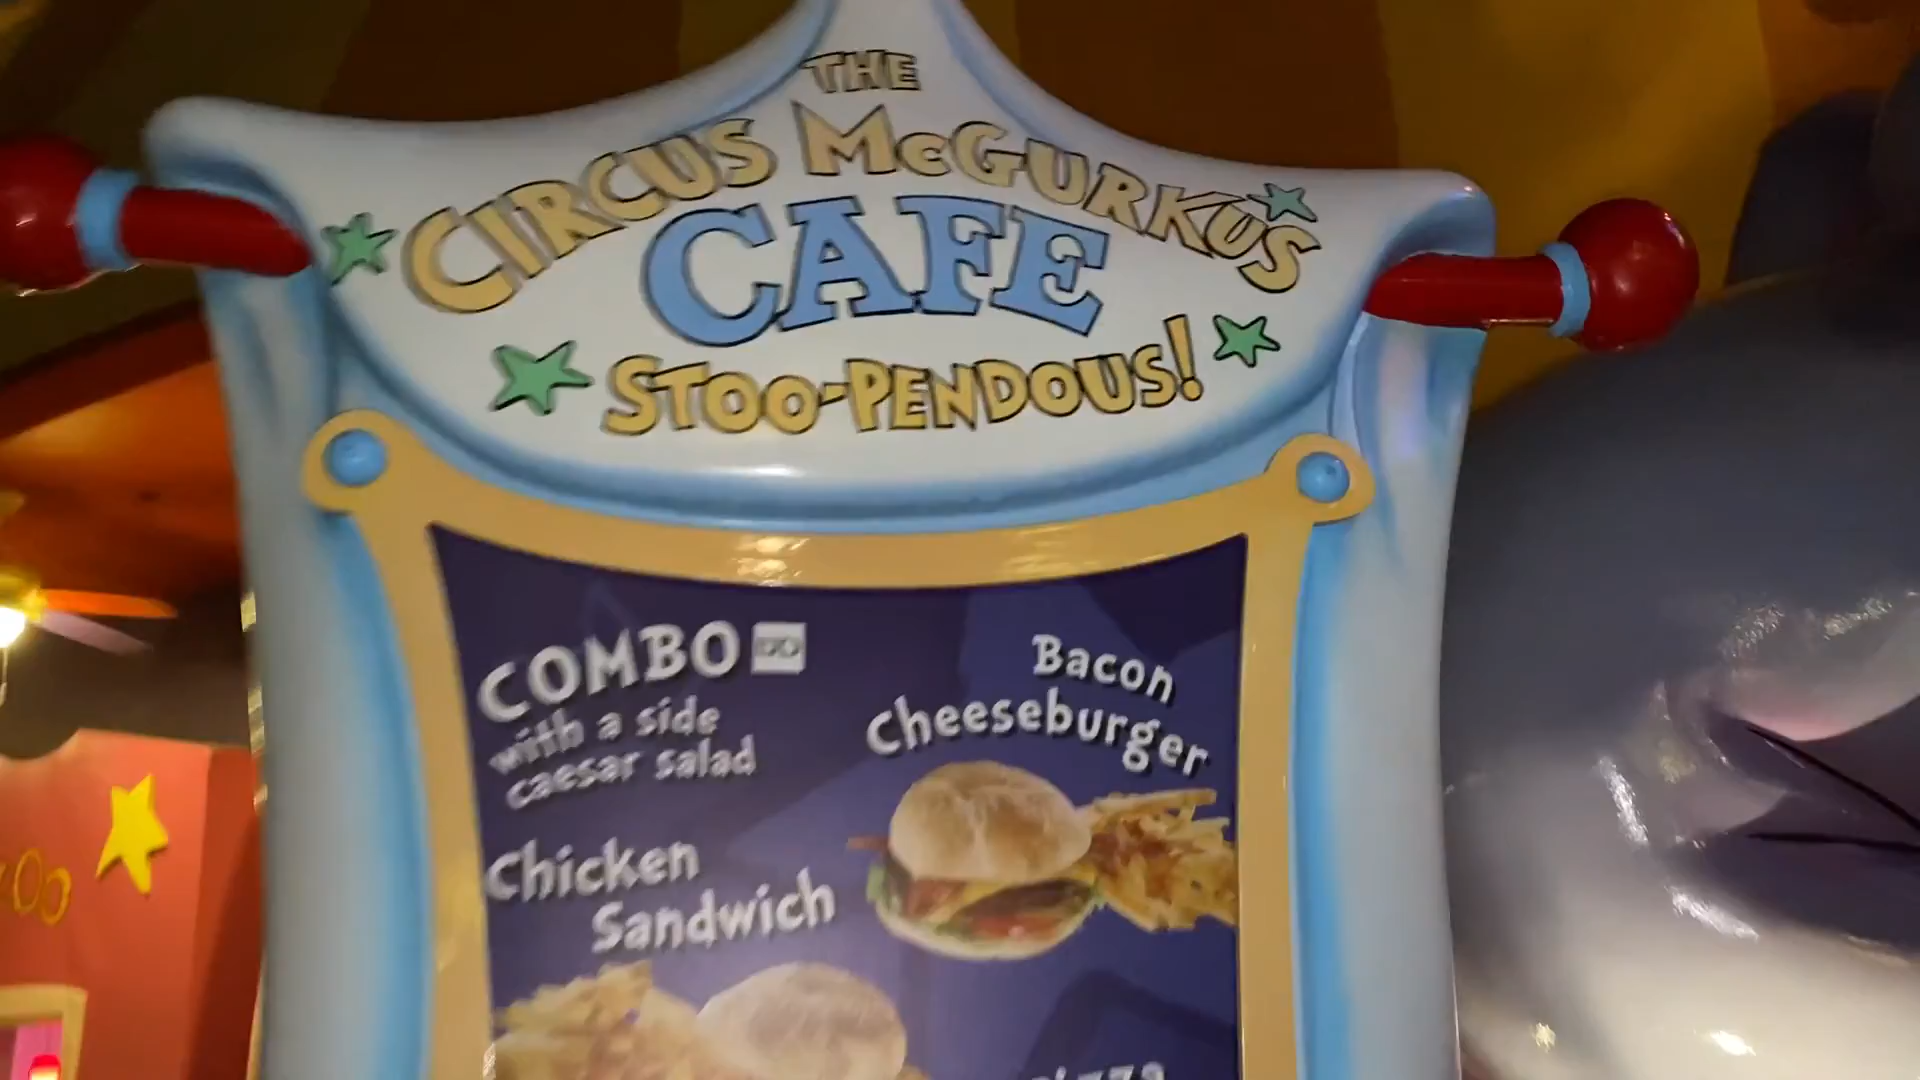 THE
CIRCUS McGURKUS
CAFE
STOO-PENDOUS!
COMBO
with a side
caesar salad
Bacon
Cheeseburger
Chicken
Sandwich